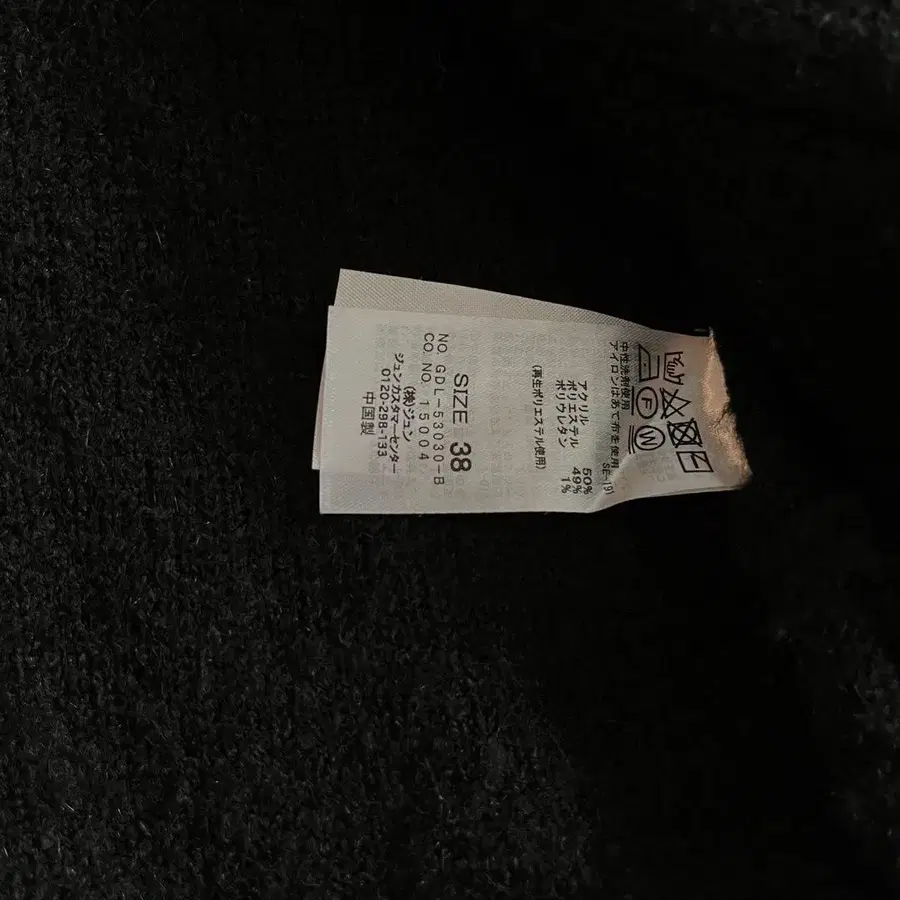 中性洗剤使用
アイロンはあて布を使用
SE-191
アクリル 50%
ポリエステル 49%
ポリウレタン 1%
(再生ポリエステル使用)
SIZE 38
NO. GDL-53030-B
CO. NO. 15004
(株)ジュン
ジュンカスタマーセンター
0120-298-133
中国製